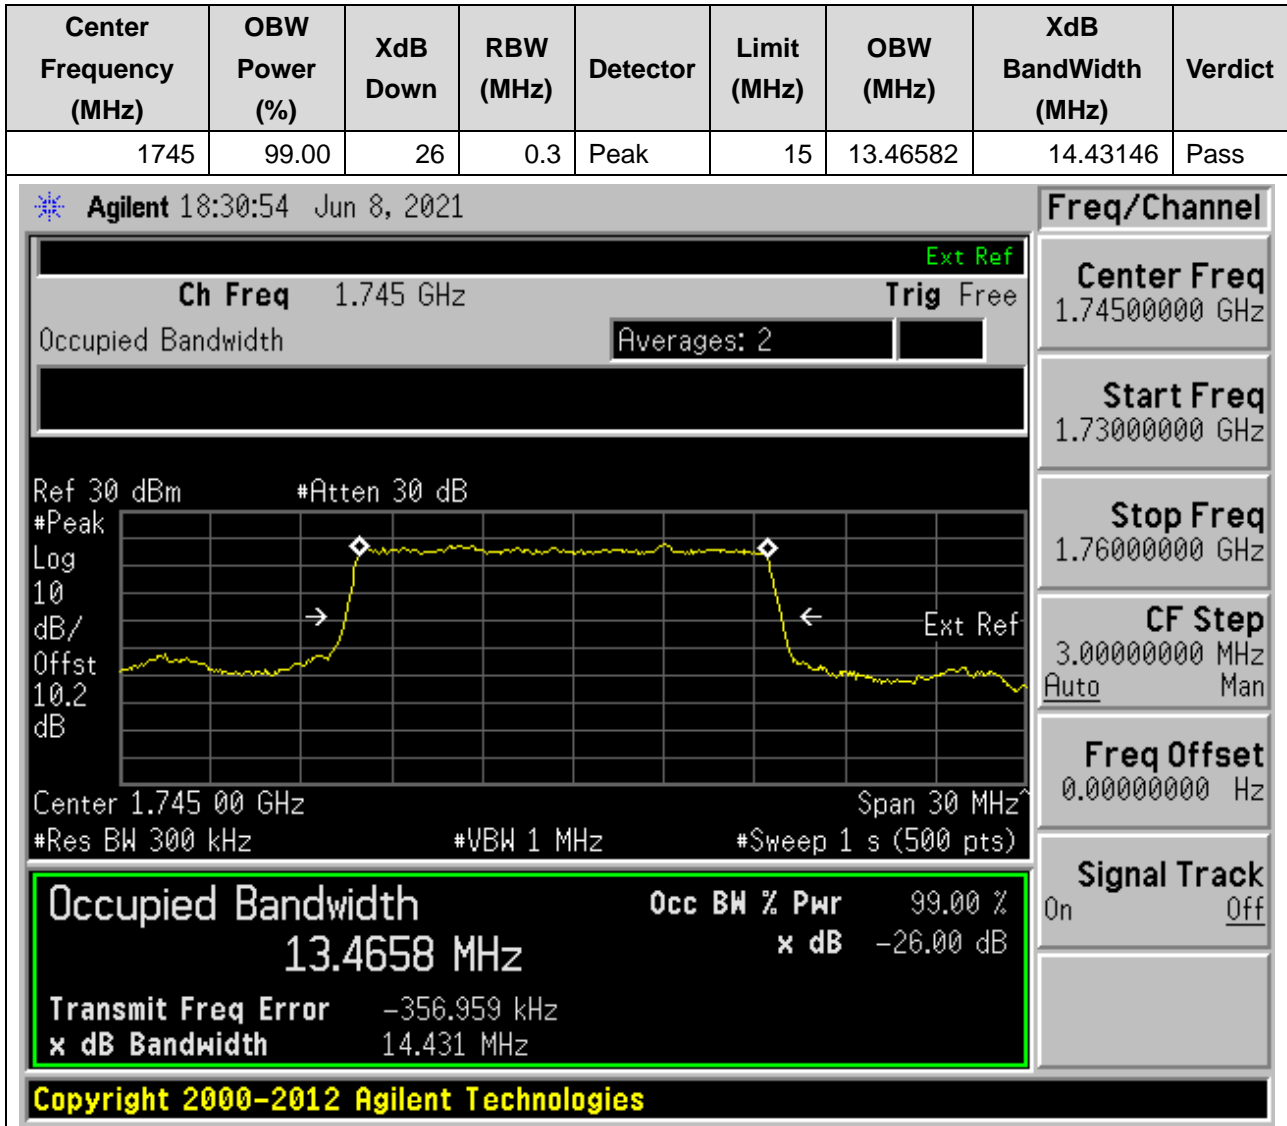 Center Frequency (MHz) OBW Power (%) XdB Down RBW (MHz) Detector Limit (MHz) OBW (MHz) XdB BandWidth (MHz) Verdict
1745 99.00 26 0.3 Peak 15 13.46582 14.43146 Pass
Agilent 18:30:54 Jun 8, 2021
Freq/Channel
Ext Ref
Ch Freq 1.745 GHz Trig Free
Occupied Bandwidth Averages: 2
Ref 30 dBm #Atten 30 dB
#Peak
Log
10
dB/
Offst
10.2
dB
Ext Ref
Center 1.745 00 GHz Span 30 MHz^
#Res BW 300 kHz #VBW 1 MHz #Sweep 1 s (500 pts)
Occupied Bandwidth
13.4658 MHz
Occ BW % Pwr 99.00 %
x dB -26.00 dB
Transmit Freq Error -356.959 kHz
x dB Bandwidth 14.431 MHz
Center Freq
1.74500000 GHz
Start Freq
1.73000000 GHz
Stop Freq
1.76000000 GHz
CF Step
3.00000000 MHz
Auto Man
Freq Offset
0.00000000 Hz
Signal Track
On Off
Copyright 2000-2012 Agilent Technologies